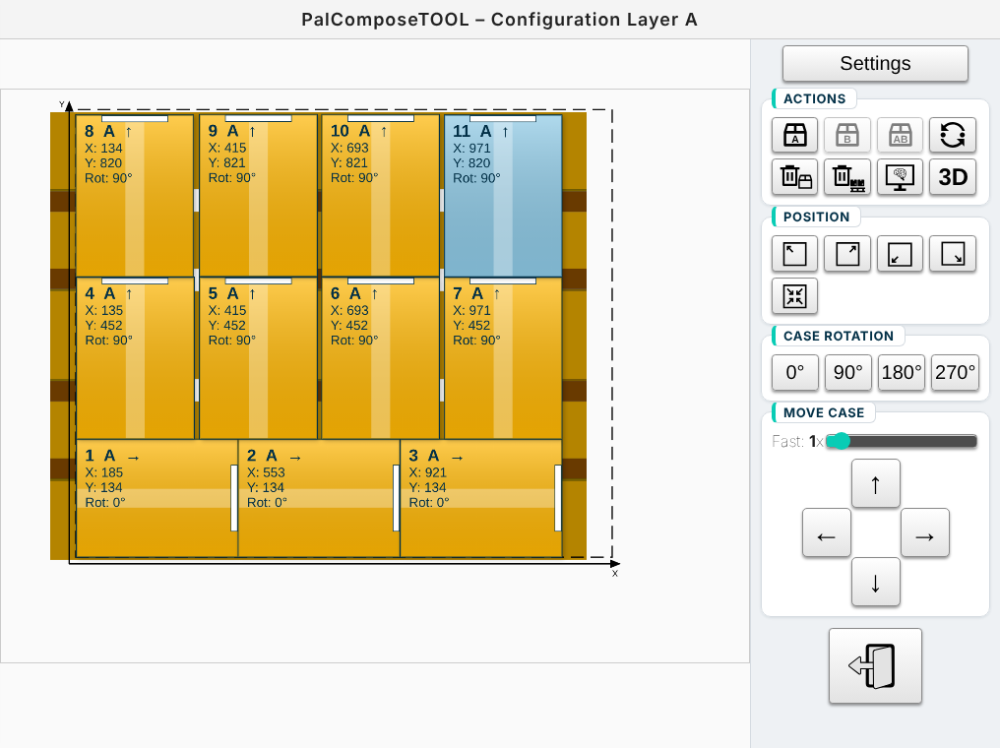 PalComposeTOOL – Configuration Layer A
Settings
ACTIONS
A
B
AB
3D
POSITION
CASE ROTATION
0°
90°
180°
270°
MOVE CASE
Fast: 1x
↑
← →
↓
Y
8 A ↑
X: 134
Y: 820
Rot: 90°
9 A ↑
X: 415
Y: 821
Rot: 90°
10 A ↑
X: 693
Y: 821
Rot: 90°
11 A ↑
X: 971
Y: 820
Rot: 90°
4 A ↑
X: 135
Y: 452
Rot: 90°
5 A ↑
X: 415
Y: 452
Rot: 90°
6 A ↑
X: 693
Y: 452
Rot: 90°
7 A ↑
X: 971
Y: 452
Rot: 90°
1 A →
X: 185
Y: 134
Rot: 0°
2 A →
X: 553
Y: 134
Rot: 0°
3 A →
X: 921
Y: 134
Rot: 0°
X